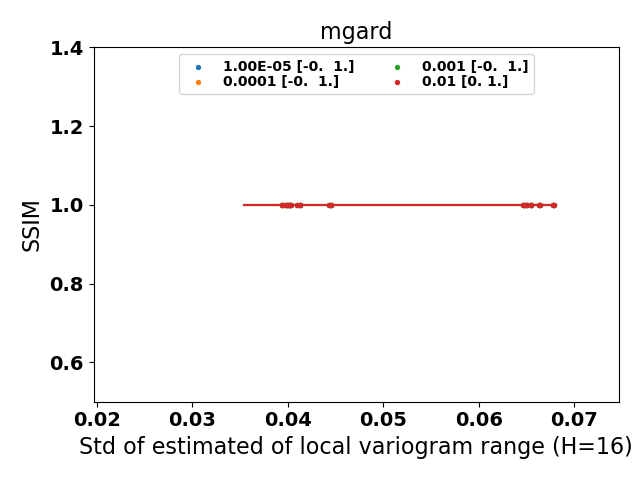 mgard
1.4
1.00E-05 [-0.  1.]
0.001 [-0.  1.]
0.0001 [-0.  1.]
0.01 [0. 1.]
1.2
1.0
0.8
0.6
SSIM
0.02 0.03 0.04 0.05 0.06 0.07
Std of estimated of local variogram range (H=16)